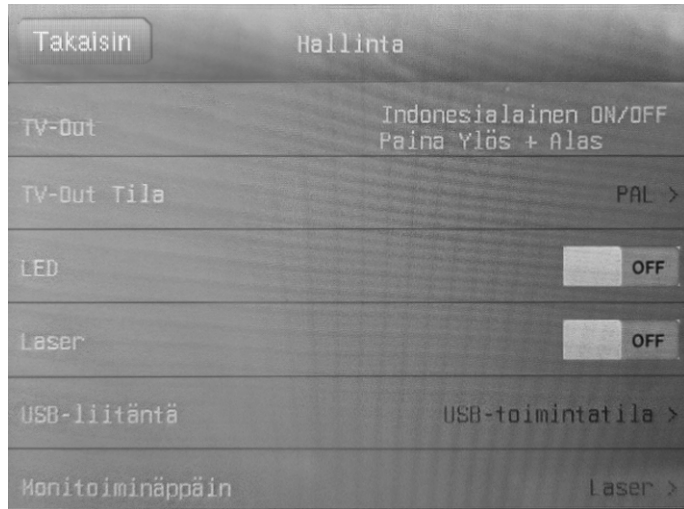 Takaisin
Hallinta
TV-Out
Indonesialainen ON/OFF
Paina Ylös + Alas
TV-Out Tila
PAL >
LED
OFF
Laser
OFF
USB-liitäntä
USB-toimintatila >
Monitoiminäppäin
Laser >